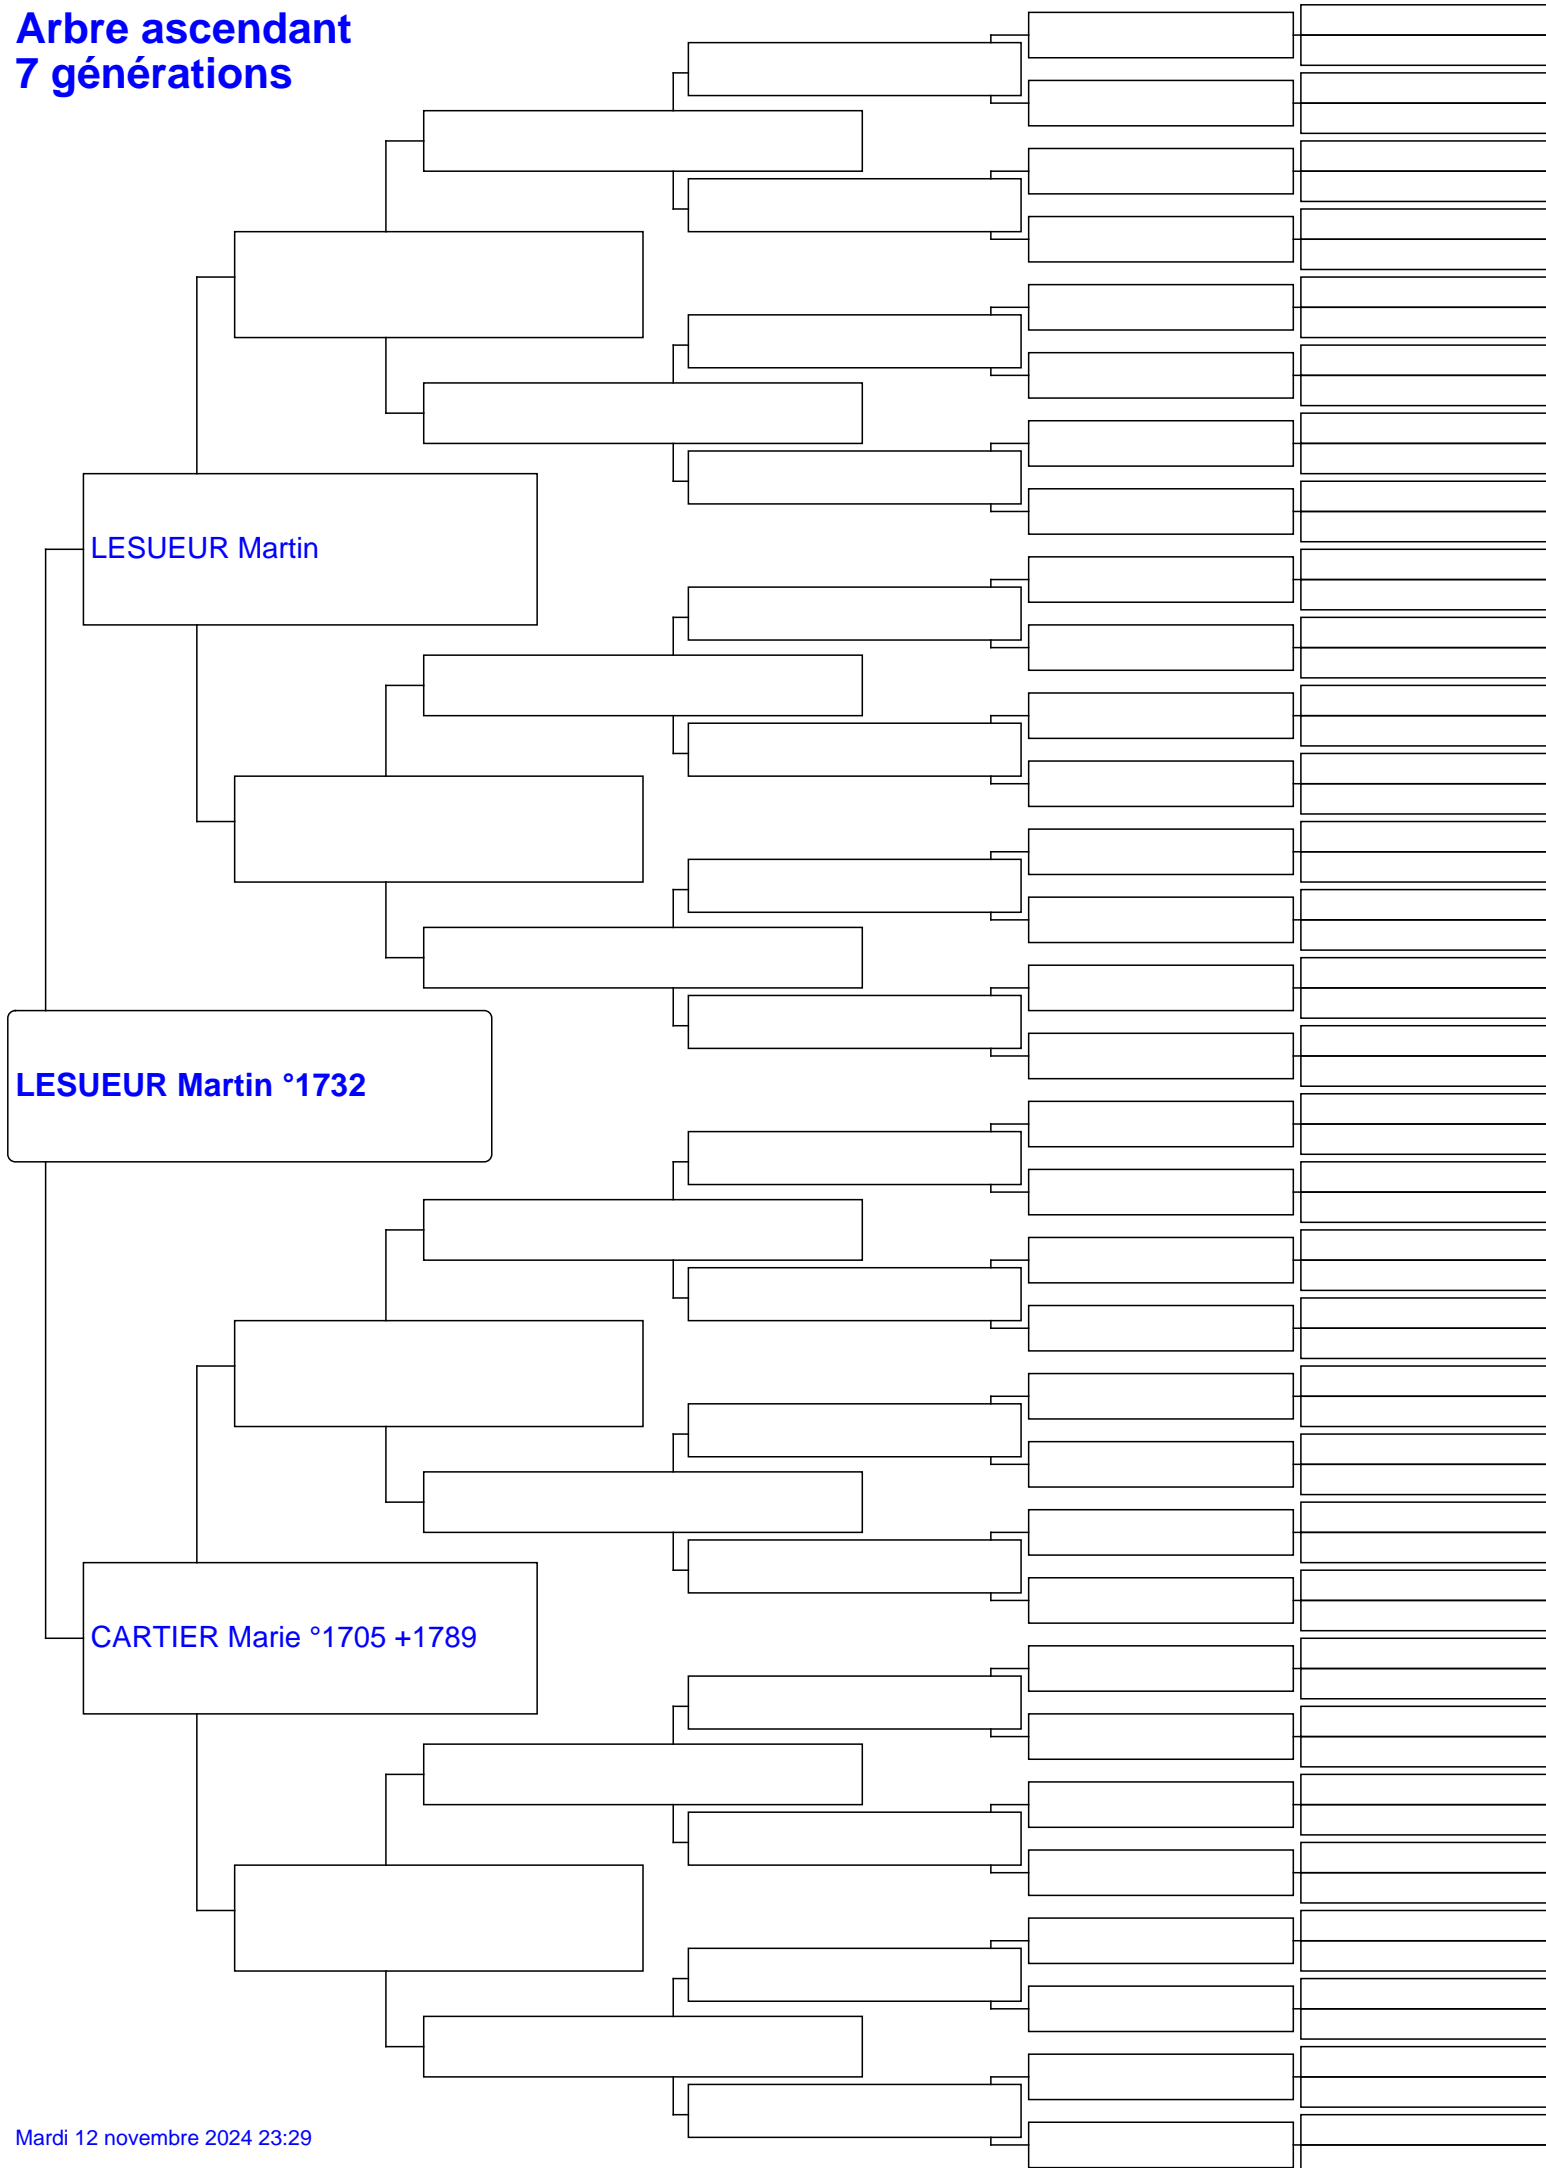 Arbre ascendant
7 générations
LESUEUR Martin
LESUEUR Martin °1732
CARTIER Marie °1705 +1789
Mardi 12 novembre 2024 23:29